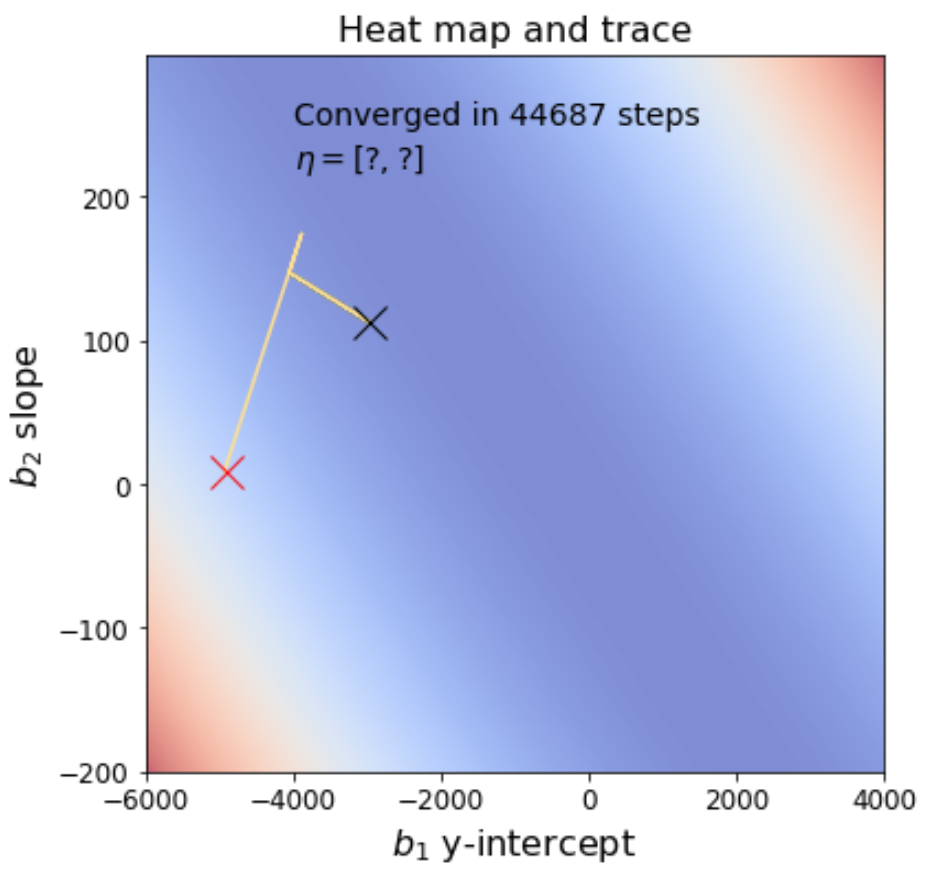 Heat map and trace
Converged in 44687 steps
η = [?, ?]
200
100
0
−100
−200
b₂ slope
−6000 −4000 −2000 0 2000 4000
b₁ y-intercept